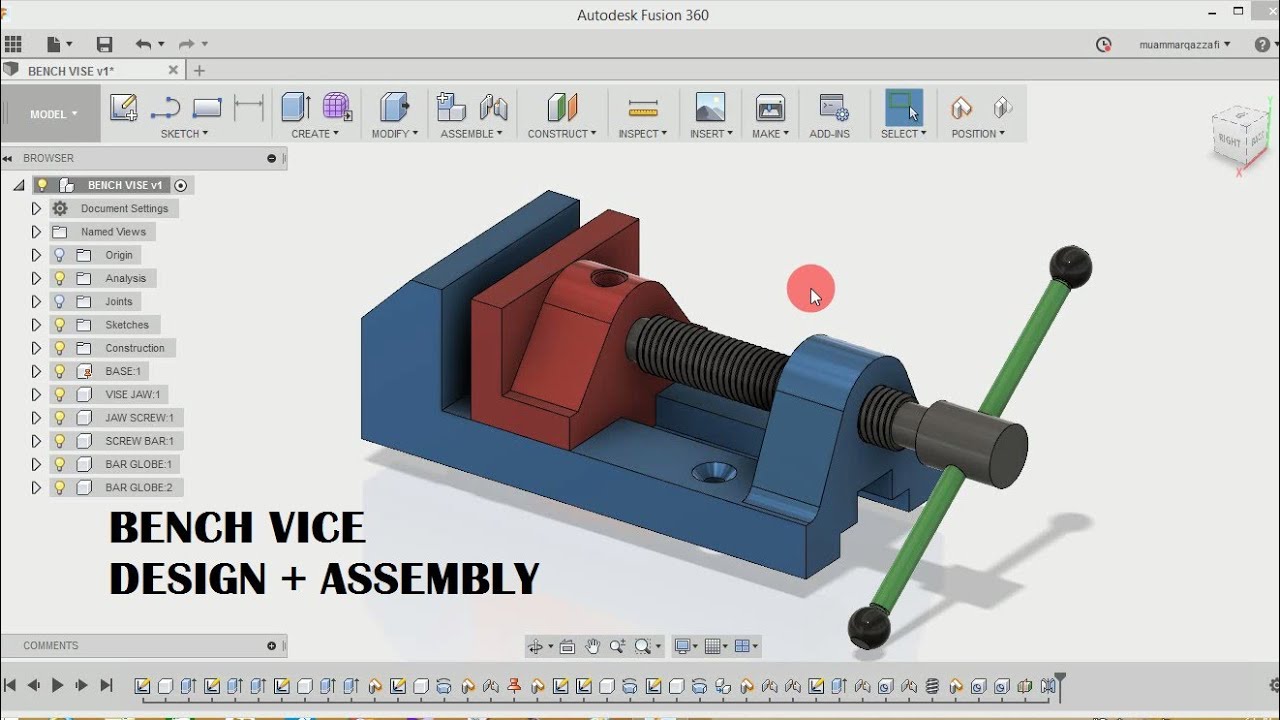 Autodesk Fusion 360
muammarqazzafi
BENCH VISE v1*
MODEL
SKETCH
CREATE
MODIFY
ASSEMBLE
CONSTRUCT
INSPECT
INSERT
MAKE
ADD-INS
SELECT
POSITION
RIGHT
X
BROWSER
BENCH VISE v1
Document Settings
Named Views
Origin
Analysis
Joints
Sketches
Construction
BASE:1
VISE JAW:1
JAW SCREW:1
SCREW BAR:1
BAR GLOBE:1
BAR GLOBE:2
BENCH VICE
DESIGN + ASSEMBLY
COMMENTS